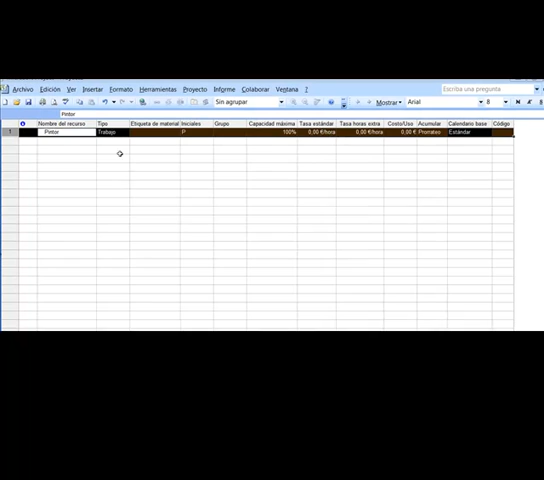 Archivo Edición Ver Insertar Formato Herramientas Proyecto Colaborar Informe Ventana ? Escriba una pregunta
Sin agrupar Mostrar Arial 8 N K
Pintor
Nombre del recurso Tipo Etiqueta de material Iniciales Grupo Capacidad máxima Tasa estándar Tasa horas extra Costo/Uso Acumular Calendario base Código
1 Pintor Trabajo P 100% 0,00 €/hora 0,00 €/hora 0,00 € Prorrateo Estándar